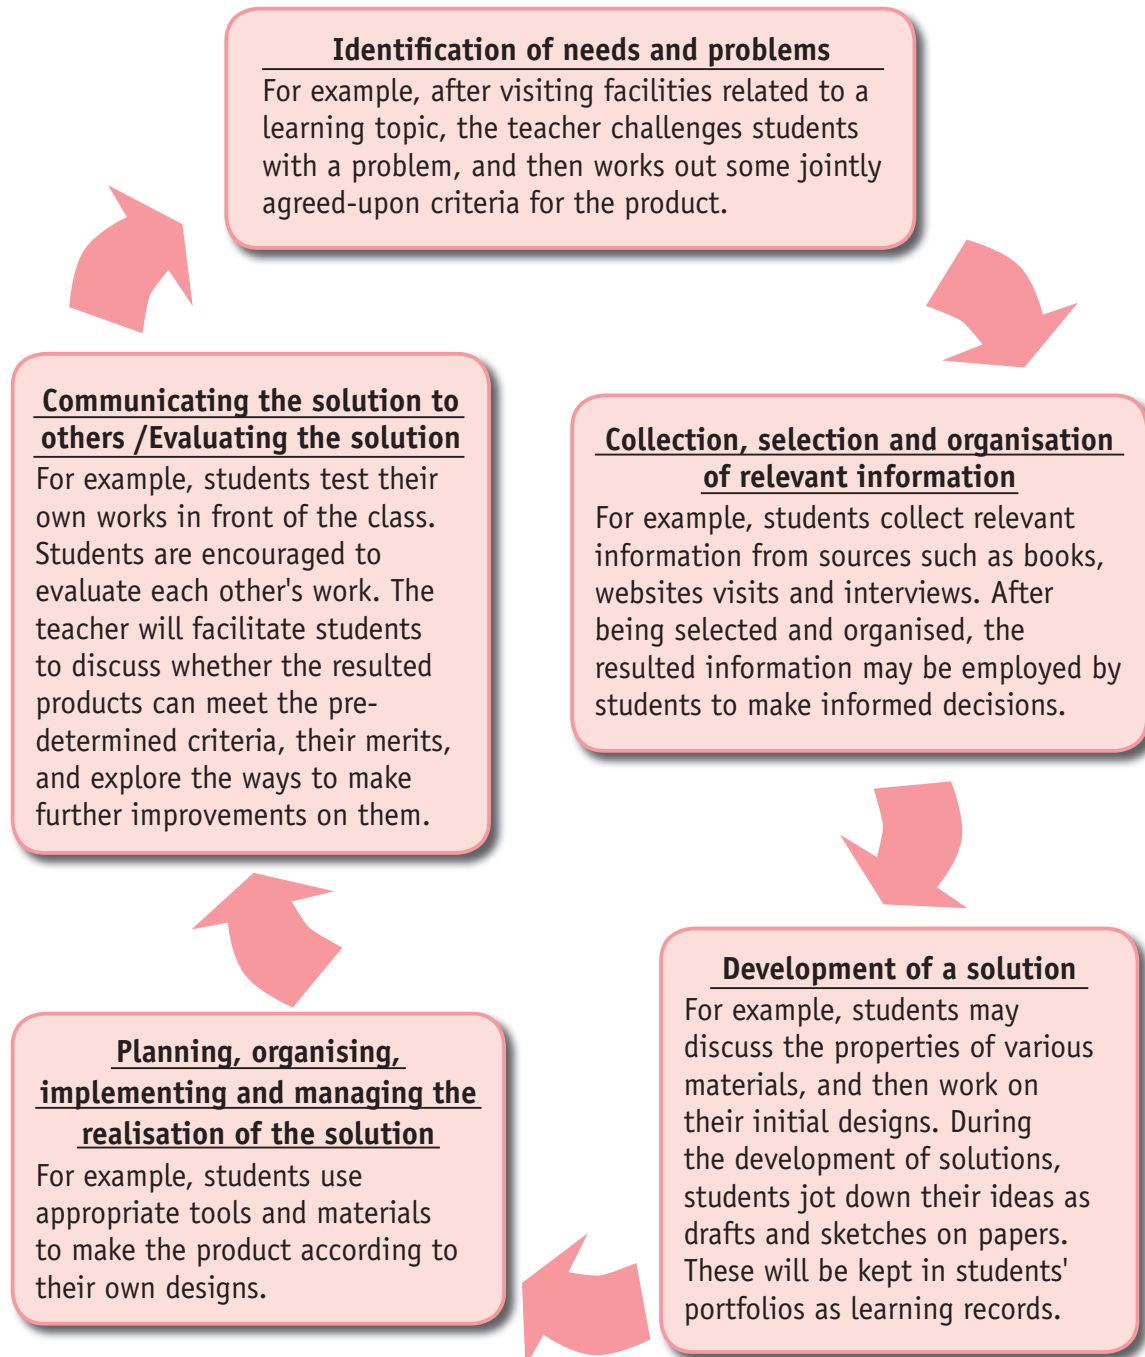 Identification of needs and problems
For example, after visiting facilities related to a
learning topic, the teacher challenges students
with a problem, and then works out some jointly
agreed-upon criteria for the product.
Collection, selection and organisation
of relevant information
For example, students collect relevant
information from sources such as books,
websites visits and interviews. After
being selected and organised, the
resulted information may be employed by
students to make informed decisions.
Development of a solution
For example, students may
discuss the properties of various
materials, and then work on
their initial designs. During
the development of solutions,
students jot down their ideas as
drafts and sketches on papers.
These will be kept in students'
portfolios as learning records.
Planning, organising,
implementing and managing the
realisation of the solution
For example, students use
appropriate tools and materials
to make the product according to
their own designs.
Communicating the solution to
others /Evaluating the solution
For example, students test their
own works in front of the class.
Students are encouraged to
evaluate each other's work. The
teacher will facilitate students
to discuss whether the resulted
products can meet the pre-
determined criteria, their merits,
and explore the ways to make
further improvements on them.